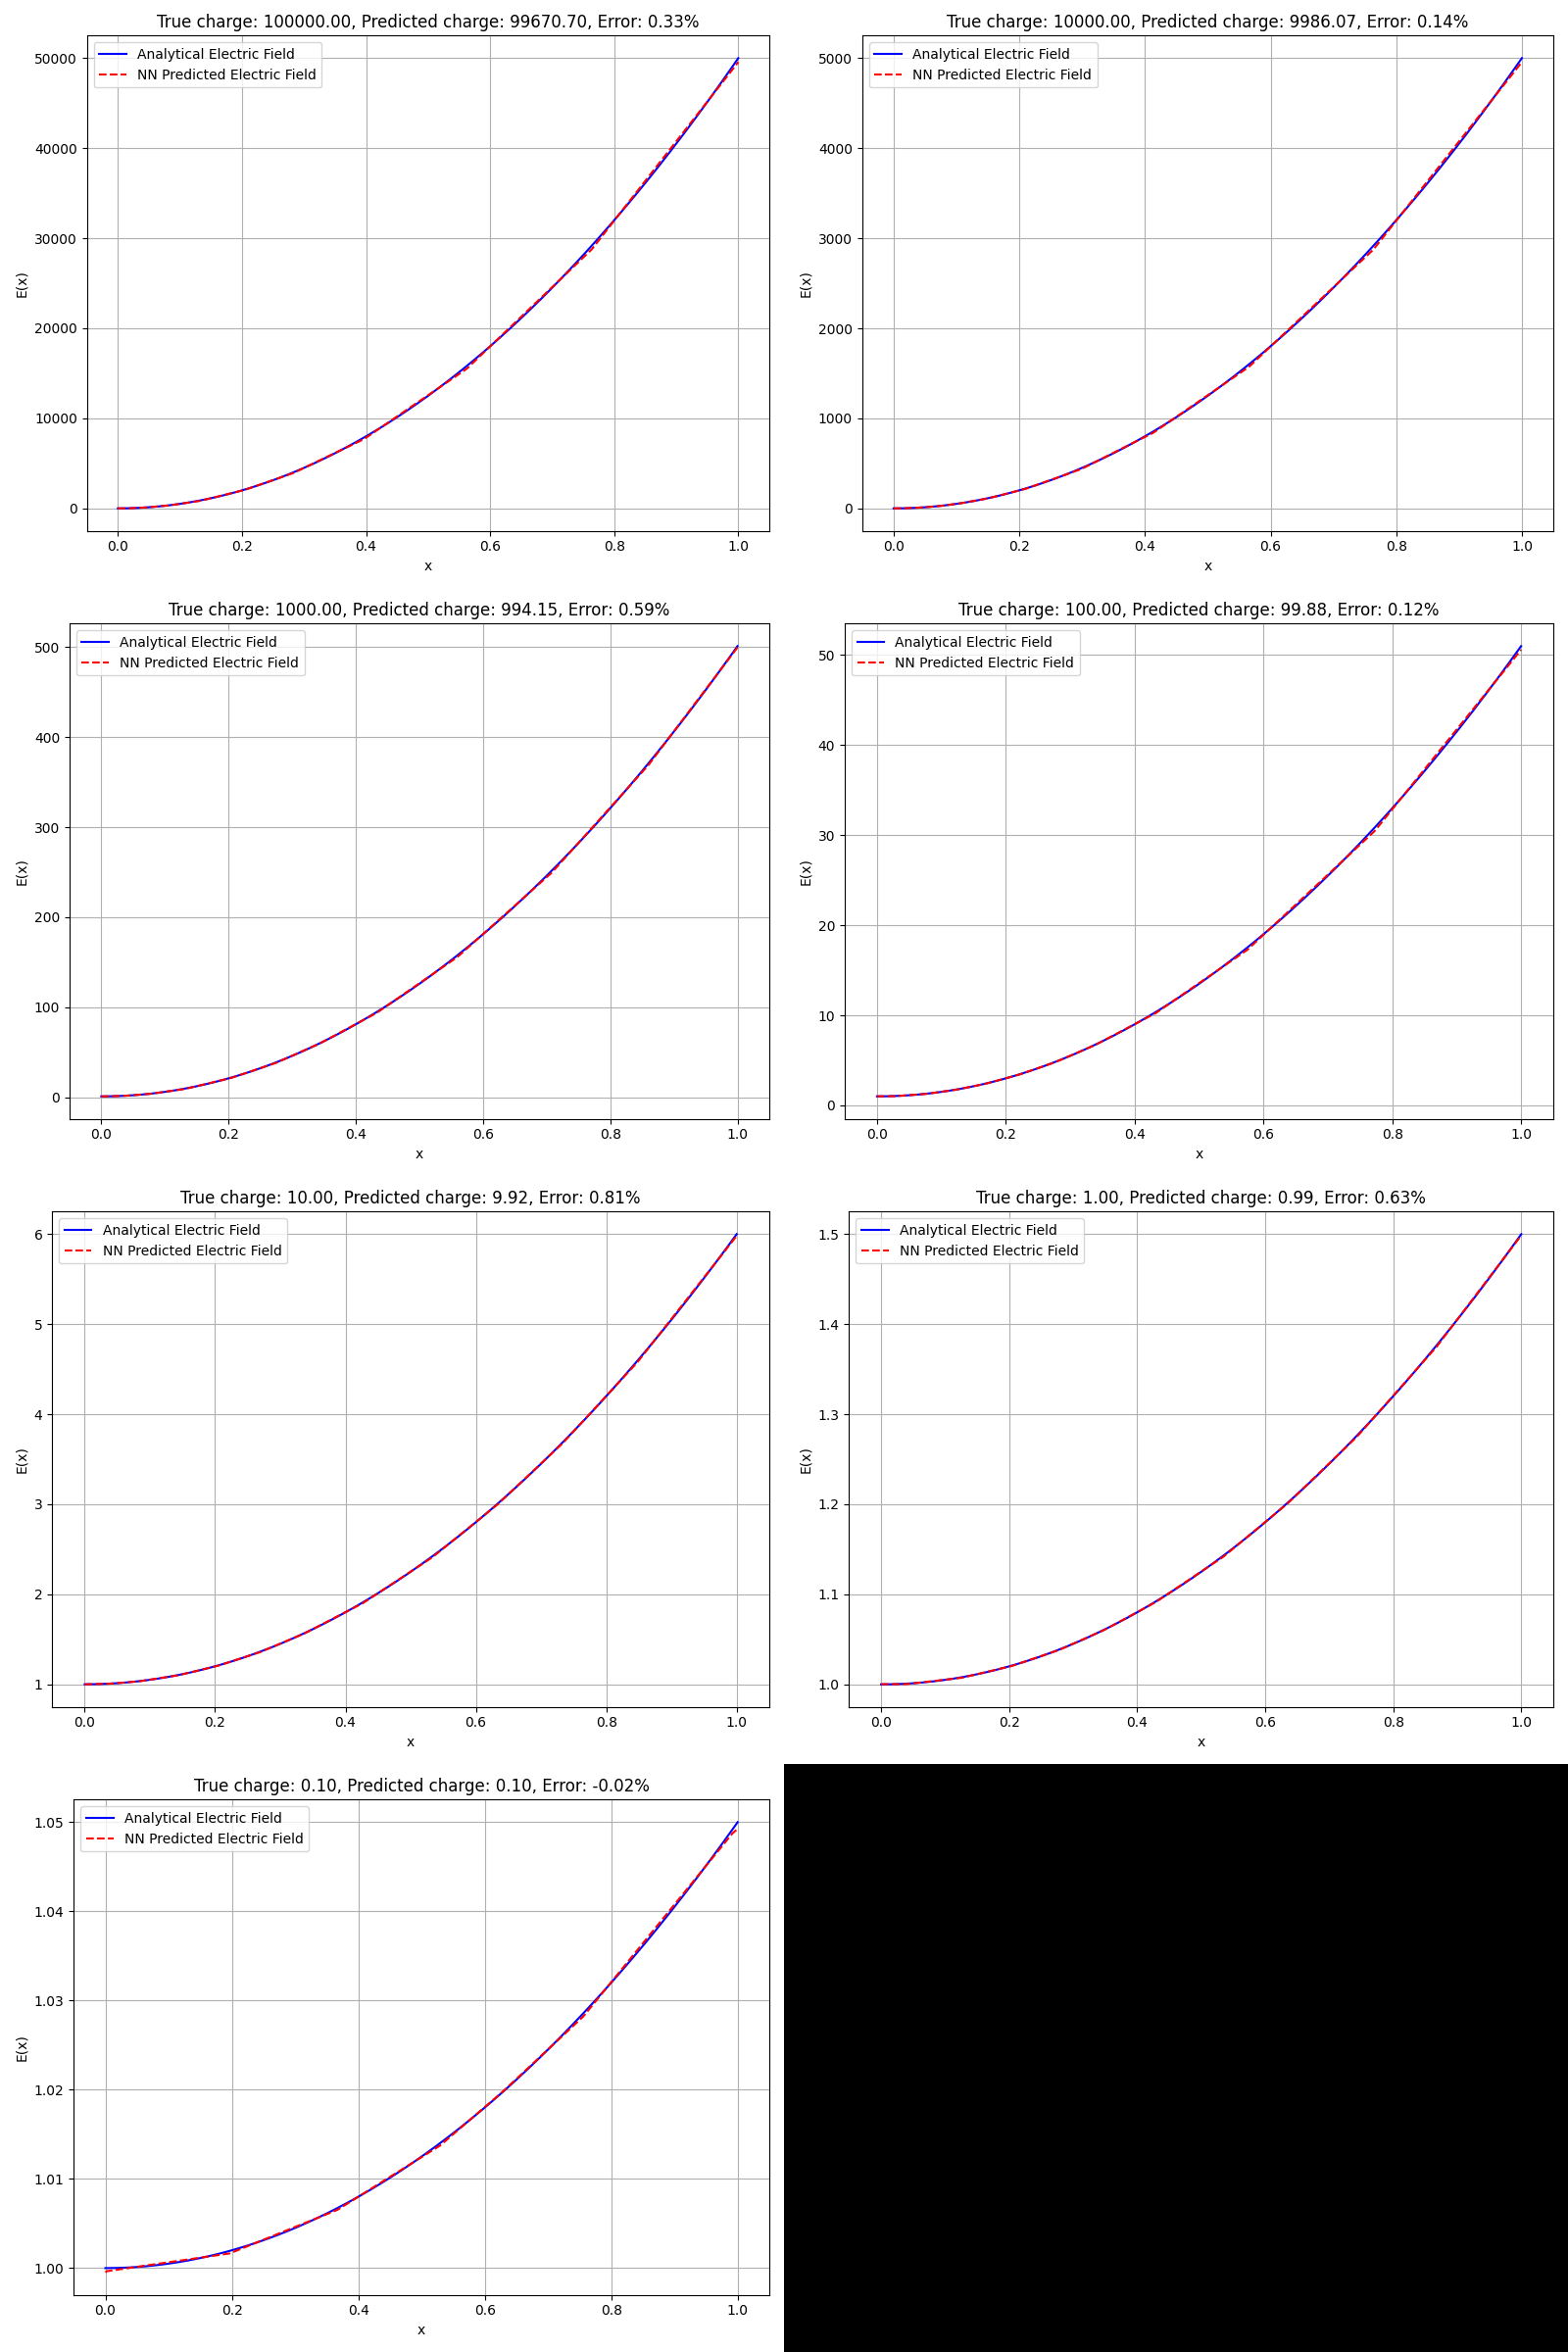 True charge: 100000.00, Predicted charge: 99670.70, Error: 0.33%
Analytical Electric Field
NN Predicted Electric Field
50000
40000
30000
20000
10000
0
E(x)
0.0 0.2 0.4 0.6 0.8 1.0
x
True charge: 10000.00, Predicted charge: 9986.07, Error: 0.14%
Analytical Electric Field
NN Predicted Electric Field
5000
4000
3000
2000
1000
0
E(x)
0.0 0.2 0.4 0.6 0.8 1.0
x
True charge: 1000.00, Predicted charge: 994.15, Error: 0.59%
Analytical Electric Field
NN Predicted Electric Field
500
400
300
200
100
0
E(x)
0.0 0.2 0.4 0.6 0.8 1.0
x
True charge: 100.00, Predicted charge: 99.88, Error: 0.12%
Analytical Electric Field
NN Predicted Electric Field
50
40
30
20
10
0
E(x)
0.0 0.2 0.4 0.6 0.8 1.0
x
True charge: 10.00, Predicted charge: 9.92, Error: 0.81%
Analytical Electric Field
NN Predicted Electric Field
6
5
4
3
2
1
E(x)
0.0 0.2 0.4 0.6 0.8 1.0
x
True charge: 1.00, Predicted charge: 0.99, Error: 0.63%
Analytical Electric Field
NN Predicted Electric Field
1.5
1.4
1.3
1.2
1.1
1.0
E(x)
0.0 0.2 0.4 0.6 0.8 1.0
x
True charge: 0.10, Predicted charge: 0.10, Error: -0.02%
Analytical Electric Field
NN Predicted Electric Field
1.05
1.04
1.03
1.02
1.01
1.00
E(x)
0.0 0.2 0.4 0.6 0.8 1.0
x